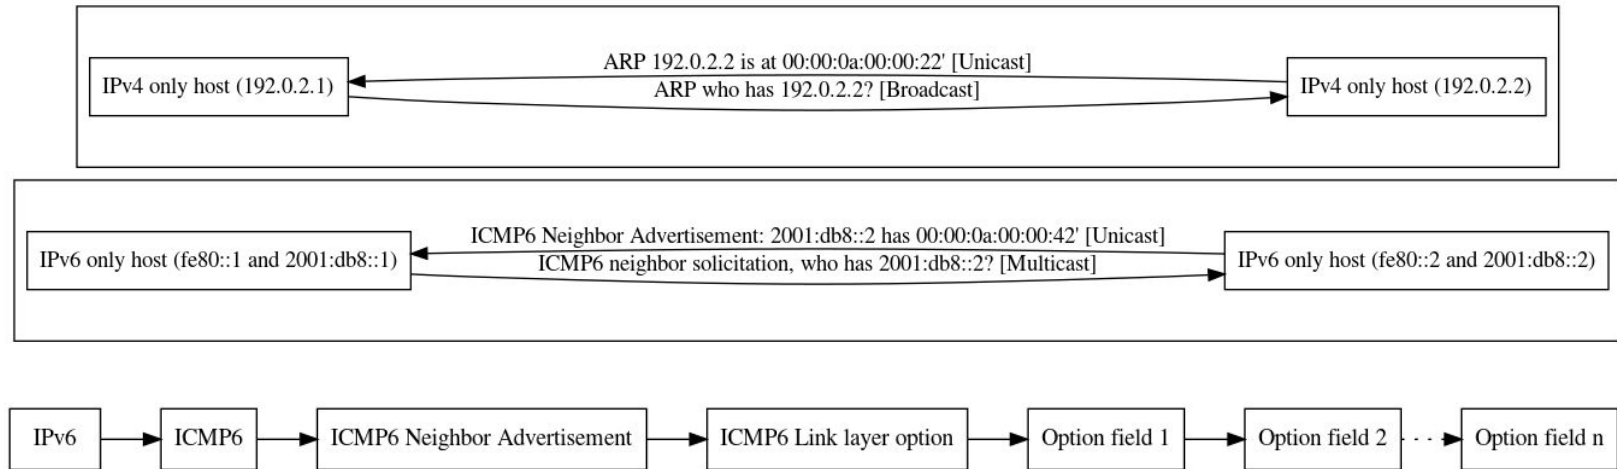 ARP 192.0.2.2 is at 00:00:0a:00:00:22' [Unicast]
IPv4 only host (192.0.2.1)
ARP who has 192.0.2.2? [Broadcast]
IPv4 only host (192.0.2.2)
ICMP6 Neighbor Advertisement: 2001:db8::2 has 00:00:0a:00:00:42' [Unicast]
IPv6 only host (fe80::1 and 2001:db8::1)
ICMP6 neighbor solicitation, who has 2001:db8::2? [Multicast]
IPv6 only host (fe80::2 and 2001:db8::2)
IPv6
ICMP6
ICMP6 Neighbor Advertisement
ICMP6 Link layer option
Option field 1
Option field 2
Option field n